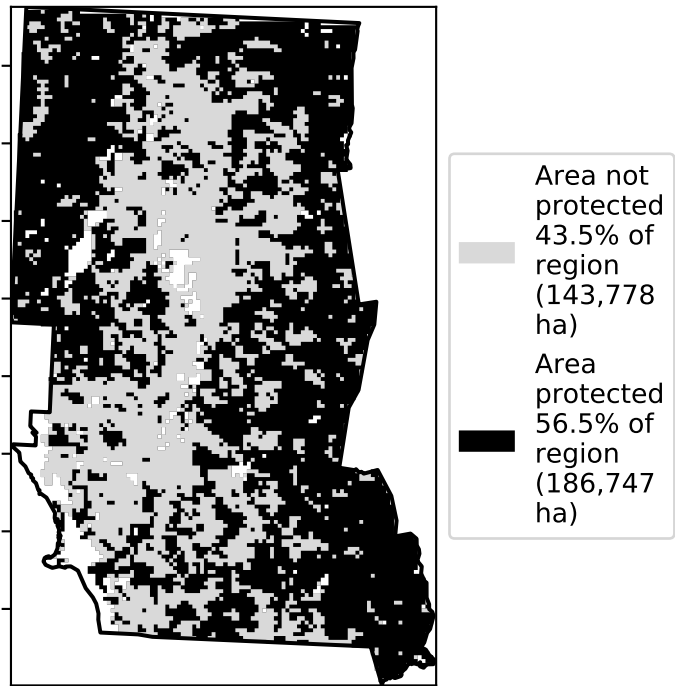 Area not
protected
43.5% of
region
(143,778
ha)
Area
protected
56.5% of
region
(186,747
ha)